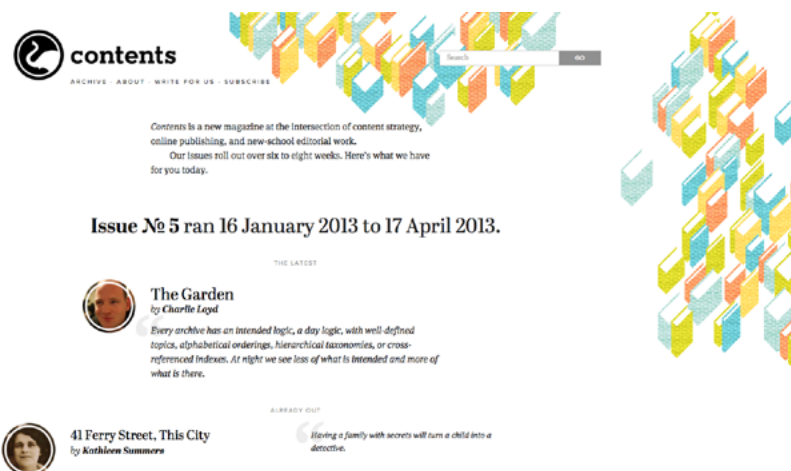 contents
Search
GO
ARCHIVE · ABOUT · WRITE FOR US · SUBSCRIBE
Contents is a new magazine at the intersection of content strategy,
online publishing, and new-school editorial work.
Our issues roll out over six to eight weeks. Here's what we have
for you today.
Issue № 5 ran 16 January 2013 to 17 April 2013.
THE LATEST
The Garden
by Charlie Loyd
“
Every archive has an intended logic, a day logic, with well-defined
topics, alphabetical orderings, hierarchical taxonomies, or cross-
referenced indexes. At night we see less of what is intended and more of
what is there.
ALREADY OUT
41 Ferry Street, This City
by Kathleen Summers
“
Having a family with secrets will turn a child into a
detective.